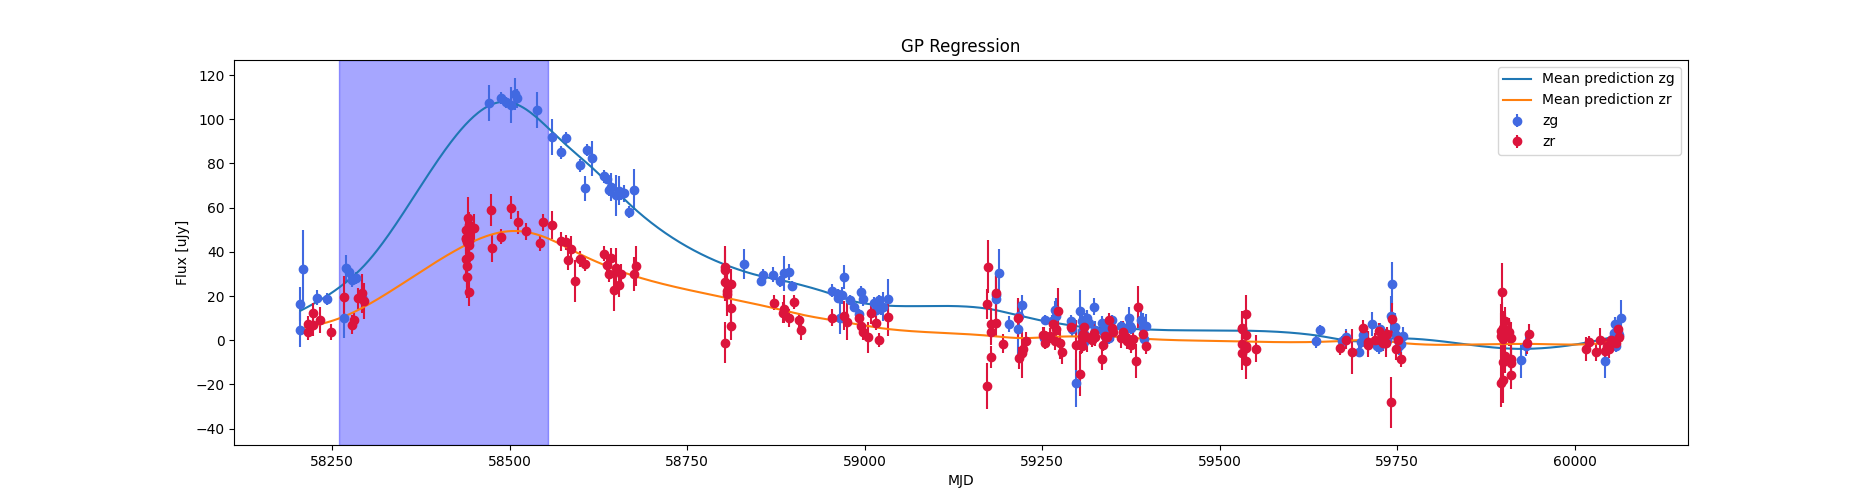 GP Regression
Flux [uJy]
120
100
80
60
40
20
0
−20
−40
58250
58500
58750
59000
59250
59500
59750
60000
MJD
Mean prediction zg
Mean prediction zr
zg
zr